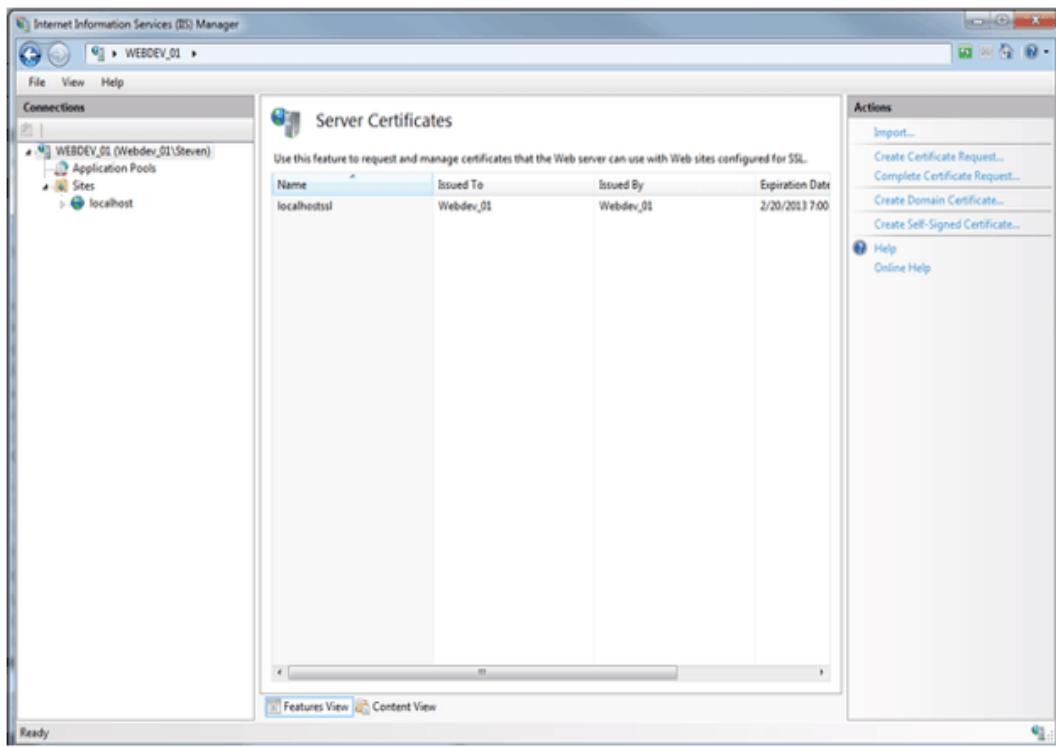 Internet Information Services (IIS) Manager
WEBDEV_01
File View Help
Connections
WEBDEV_01 (Webdev_01\Steven)
Application Pools
Sites
localhost
Server Certificates
Use this feature to request and manage certificates that the Web server can use with Web sites configured for SSL.
Name Issued To Issued By Expiration Date
localhostssl Webdev_01 Webdev_01 2/20/2013 7:00
Features View Content View
Actions
Import...
Create Certificate Request...
Complete Certificate Request...
Create Domain Certificate...
Create Self-Signed Certificate...
Help
Online Help
Ready